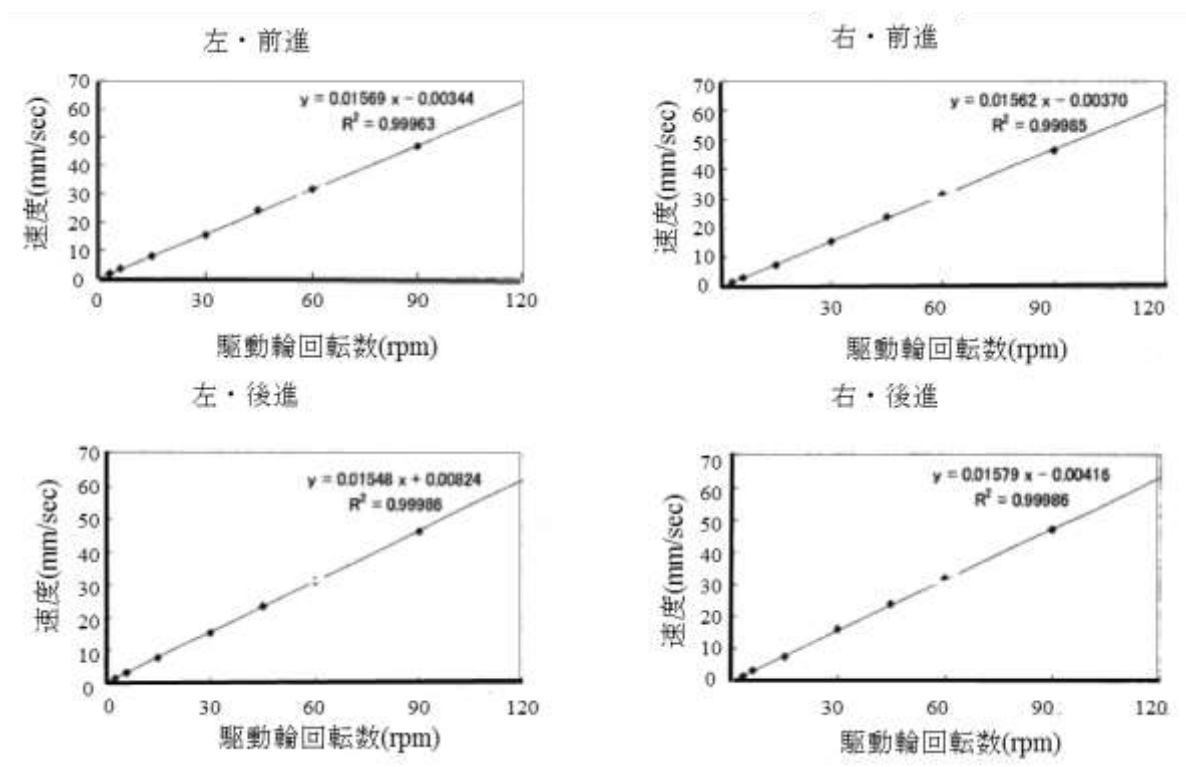 左・前進
70
60
50
40
30
20
10
0
速度(mm/sec)
y = 0.01569 x − 0.00344
R² = 0.99963
0 30 60 90 120
駆動輪回転数(rpm)
右・前進
70
60
50
40
30
20
10
0
速度(mm/sec)
y = 0.01562 x − 0.00370
R² = 0.99985
30 60 90 120
駆動輪回転数(rpm)
左・後進
70
60
50
40
30
20
10
0
速度(mm/sec)
y = 0.01548 x + 0.00824
R² = 0.99986
0 30 60 90 120
駆動輪回転数(rpm)
右・後進
70
60
50
40
30
20
10
0
速度(mm/sec)
y = 0.01579 x − 0.00416
R² = 0.99986
30 60 90 120
駆動輪回転数(rpm)